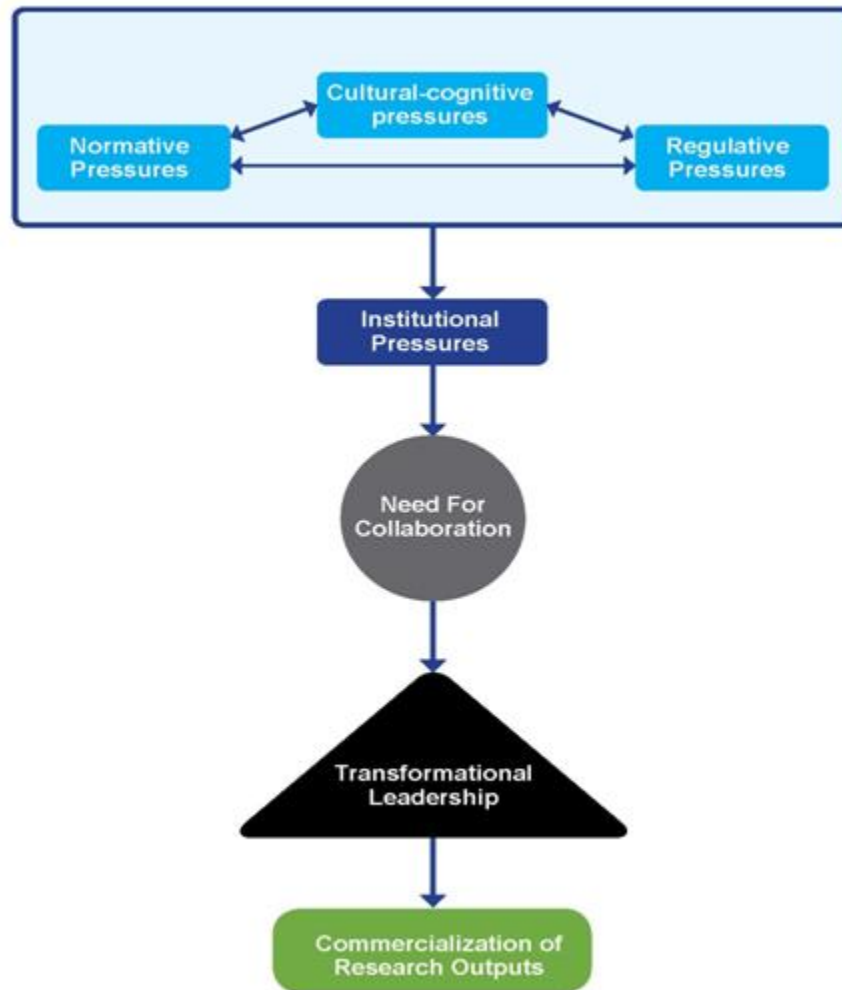 Cultural-cognitive
pressures
Normative
Pressures
Regulative
Pressures
Institutional
Pressures
Need For
Collaboration
Transformational
Leadership
Commercialization of
Research Outputs